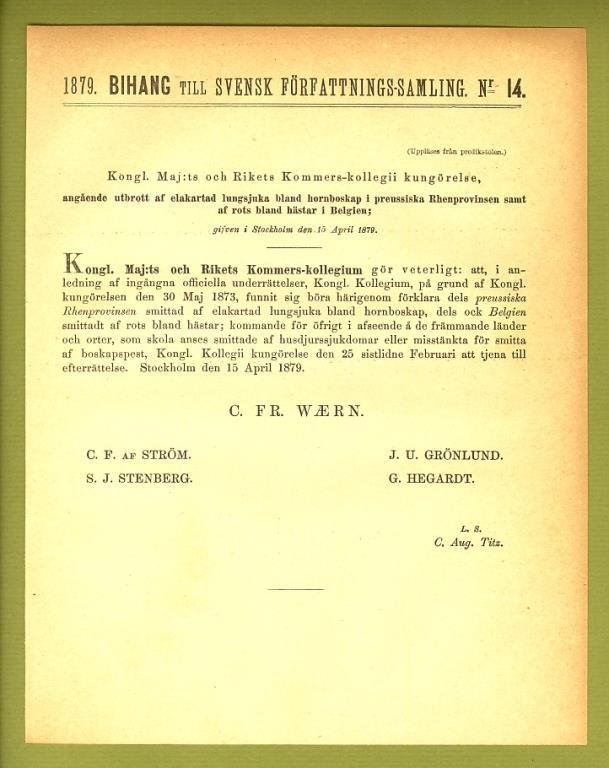 1879. BIHANG TILL SVENSK FÖRFATTNINGS-SAMLING. Nr 14.
(Uppläses från predikstolen.)
Kongl. Maj:ts och Rikets Kommers-kollegii kungörelse,
angående utbrott af elakartad lungsjuka bland hornboskap i preussiska Rhenprovinsen samt
af rots bland hästar i Belgien;
gifven i Stockholm den 15 April 1879.
Kongl. Maj:ts och Rikets Kommers-kollegium gör veterligt: att, i an-
ledning af ingångna officiella underrättelser, Kongl. Kollegium, på grund af Kongl.
kungörelsen den 30 Maj 1873, funnit sig böra härigenom förklara dels preussiska
Rhenprovinsen smittad af elakartad lungsjuka bland hornboskap, dels ock Belgien
smittadt af rots bland hästar; kommande för öfrigt i afseende å de främmande länder
och orter, som skola anses smittade af husdjurssjukdomar eller misstänkta för smitta
af boskapspest, Kongl. Kollegii kungörelse den 25 sistlidne Februari att tjena till
efterrättelse. Stockholm den 15 April 1879.
C. FR. WÆRN.
C. F. AF STRÖM. J. U. GRÖNLUND.
S. J. STENBERG. G. HEGARDT.
L. S.
C. Aug. Titz.